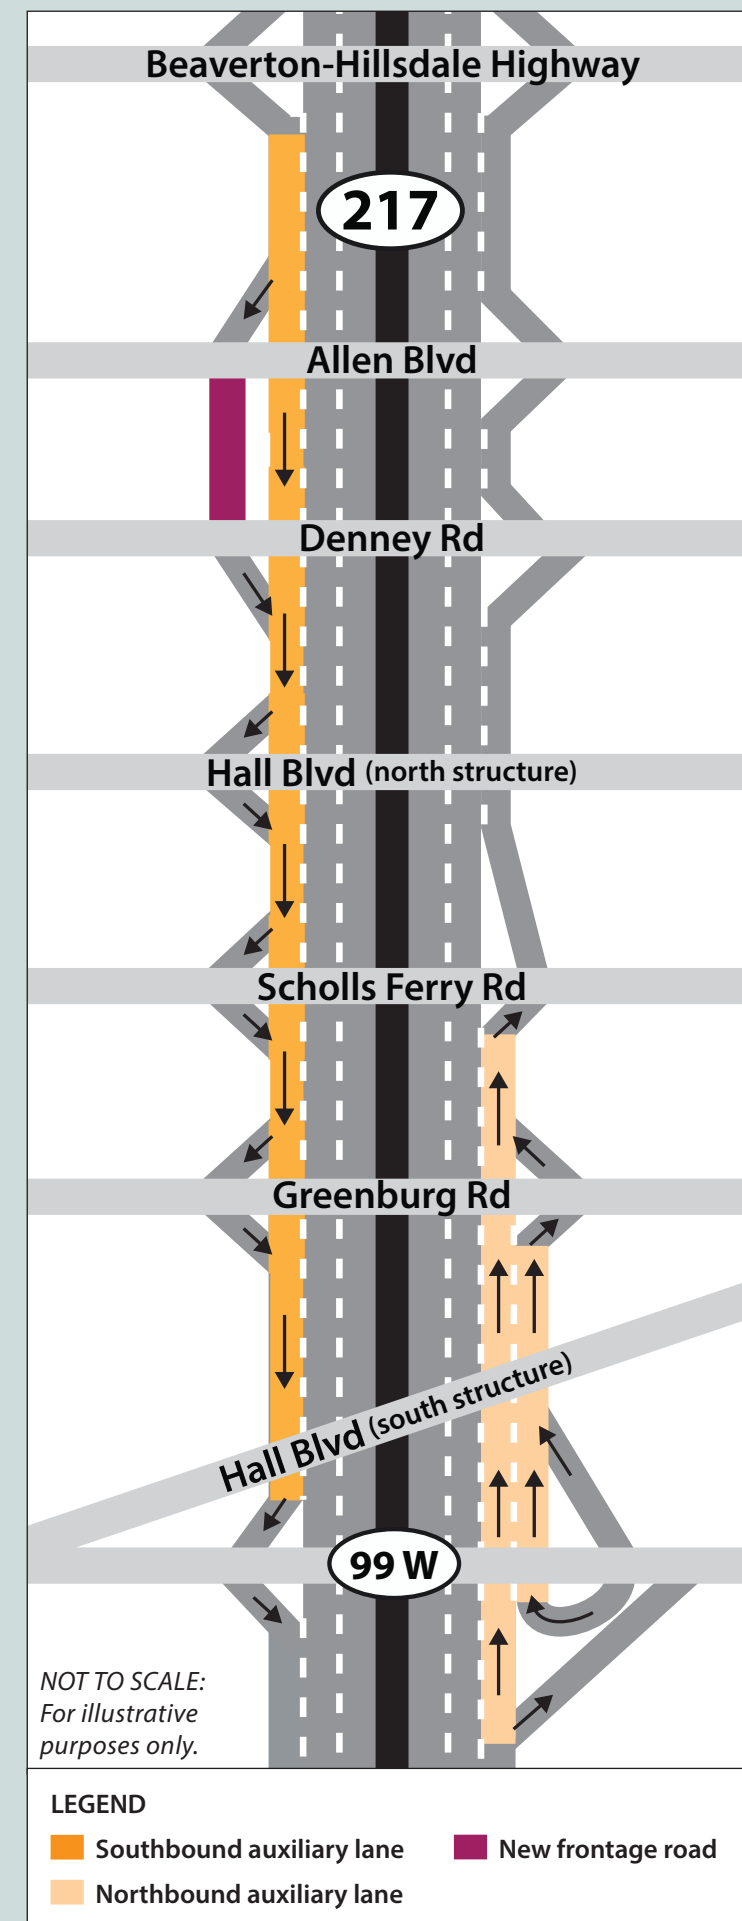 Beaverton-Hillsdale Highway
217
Allen Blvd
Denney Rd
Hall Blvd (north structure)
Scholls Ferry Rd
Greenburg Rd
Hall Blvd (south structure)
99 W
NOT TO SCALE:
For illustrative
purposes only.
LEGEND
Southbound auxiliary lane
New frontage road
Northbound auxiliary lane